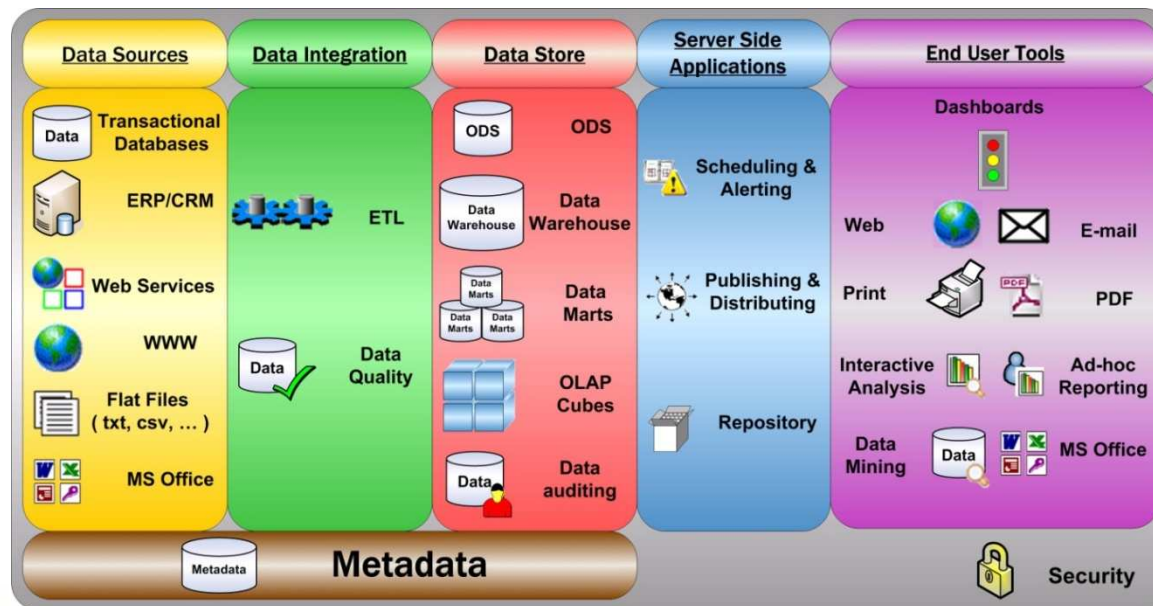 Data Sources
Data Integration
Data Store
Server Side
Applications
End User Tools
Data
Transactional
Databases
ERP/CRM
Web Services
WWW
Flat Files
( txt, csv, ... )
MS Office
ETL
Data
Data
Quality
ODS
ODS
Data
Warehouse
Data
Warehouse
Data
Marts
Data
Marts
Data
Marts
Data
Marts
OLAP
Cubes
Data
Data
auditing
Scheduling &
Alerting
Publishing &
Distributing
Repository
Dashboards
Web
E-mail
Print
PDF
PDF
Interactive
Analysis
Ad-hoc
Reporting
Data
Mining
Data
W
X
MS Office
Metadata
Metadata
Security